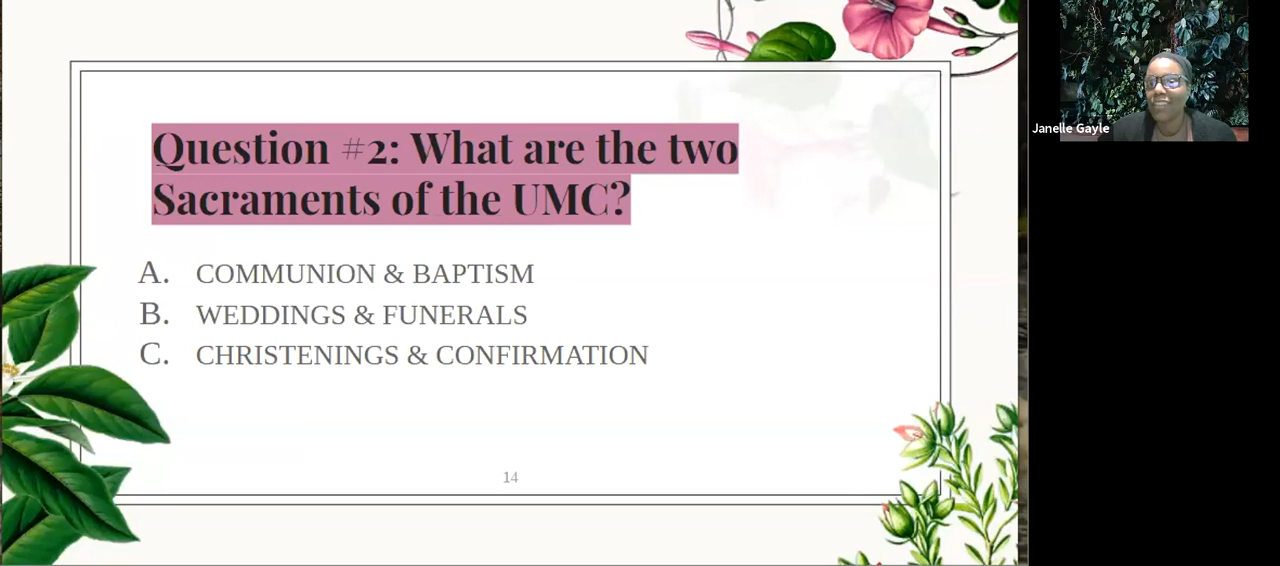 Question #2: What are the two
Sacraments of the UMC?
A. COMMUNION & BAPTISM
B. WEDDINGS & FUNERALS
C. CHRISTENINGS & CONFIRMATION
14
Janelle Gayle